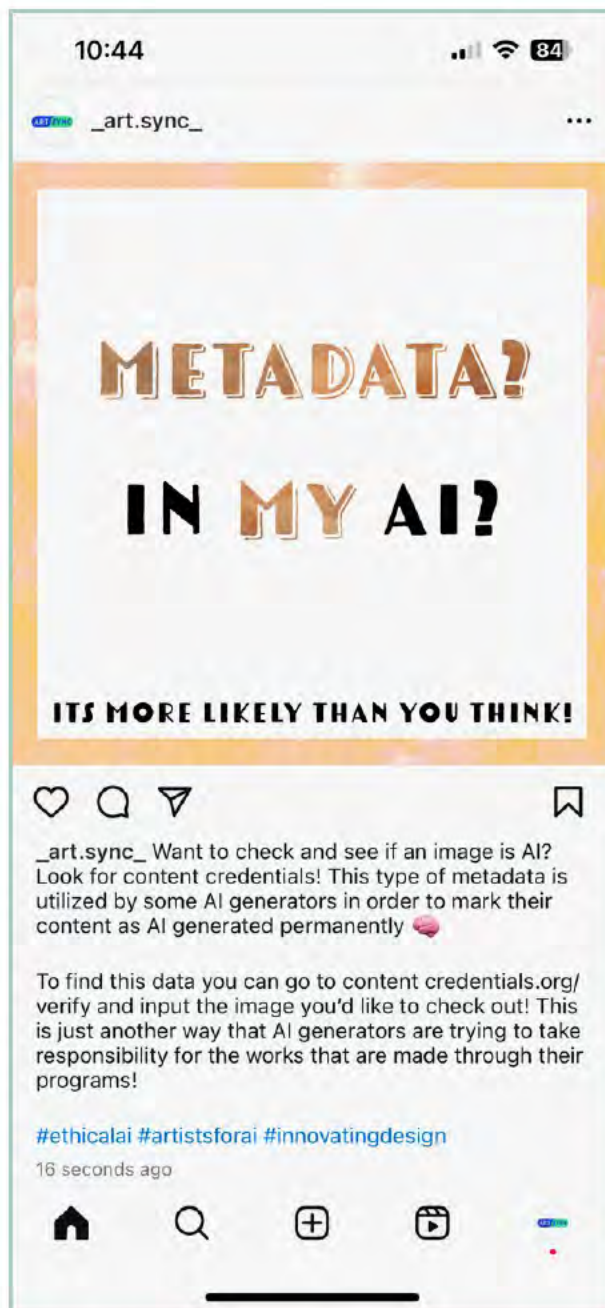 10:44
84
ART SYNC _art.sync_
METADATA?
IN MY AI?
ITS MORE LIKELY THAN YOU THINK!
_art.sync_ Want to check and see if an image is AI?
Look for content credentials! This type of metadata is
utilized by some AI generators in order to mark their
content as AI generated permanently 🧠
To find this data you can go to content credentials.org/
verify and input the image you'd like to check out! This
is just another way that AI generators are trying to take
responsibility for the works that are made through their
programs!
#ethicalai #artistsforai #innovatingdesign
16 seconds ago
ART SYNC